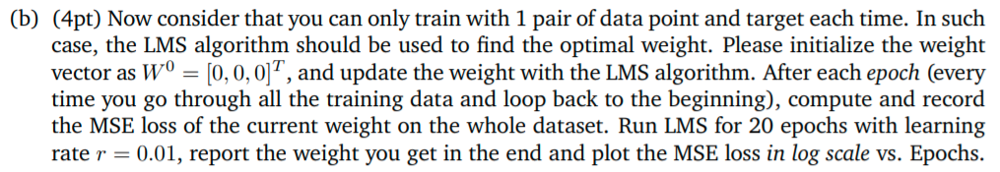 (b) (4pt) Now consider that you can only train with 1 pair of data point and target each time. In such
case, the LMS algorithm should be used to find the optimal weight. Please initialize the weight
vector as W⁰ = [0, 0, 0]ᵀ, and update the weight with the LMS algorithm. After each epoch (every
time you go through all the training data and loop back to the beginning), compute and record
the MSE loss of the current weight on the whole dataset. Run LMS for 20 epochs with learning
rate r = 0.01, report the weight you get in the end and plot the MSE loss in log scale vs. Epochs.